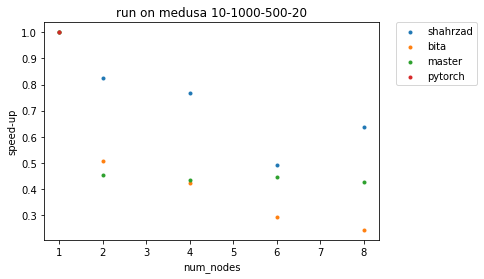 run on medusa 10-1000-500-20
shahrzad
bita
master
pytorch
speed-up
1.0
0.9
0.8
0.7
0.6
0.5
0.4
0.3
1 2 3 4 5 6 7 8
num_nodes